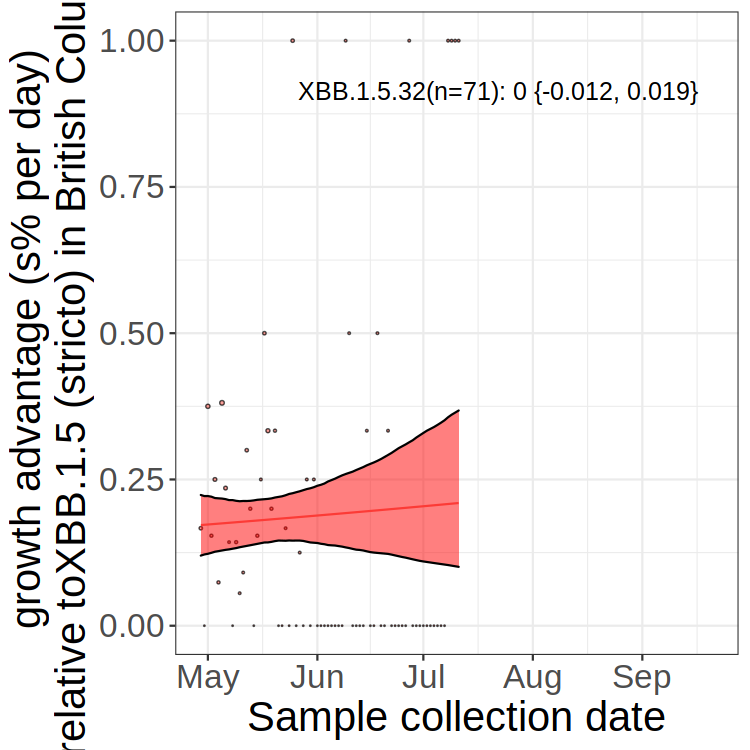 growth advantage (s% per day)
relative toXBB.1.5 (stricto) in British Colu
1.00
0.75
0.50
0.25
0.00
XBB.1.5.32(n=71): 0 {-0.012, 0.019}
May Jun Jul Aug Sep
Sample collection date